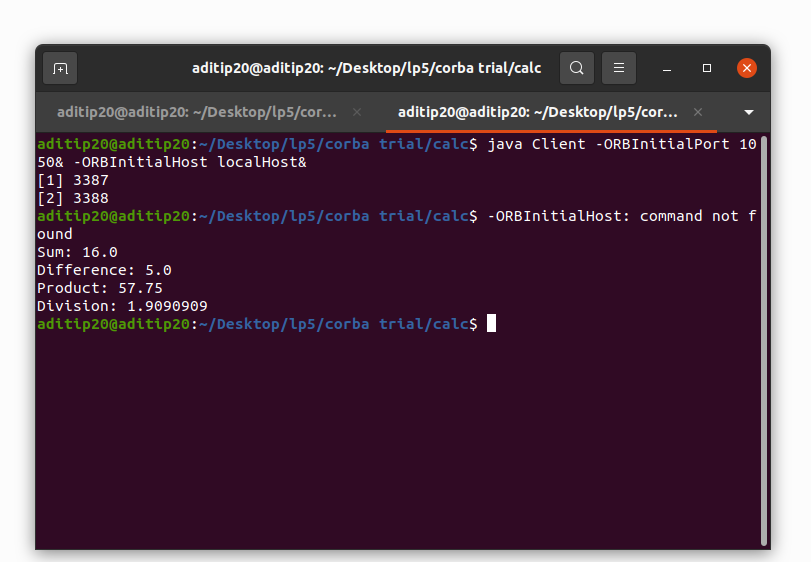 aditip20@aditip20: ~/Desktop/lp5/corba trial/calc
aditip20@aditip20: ~/Desktop/lp5/cor...
aditip20@aditip20: ~/Desktop/lp5/cor...
aditip20@aditip20:~/Desktop/lp5/corba trial/calc$ java Client -ORBInitialPort 10
50& -ORBInitialHost localHost&
[1] 3387
[2] 3388
aditip20@aditip20:~/Desktop/lp5/corba trial/calc$ -ORBInitialHost: command not f
ound
Sum: 16.0
Difference: 5.0
Product: 57.75
Division: 1.9090909
aditip20@aditip20:~/Desktop/lp5/corba trial/calc$